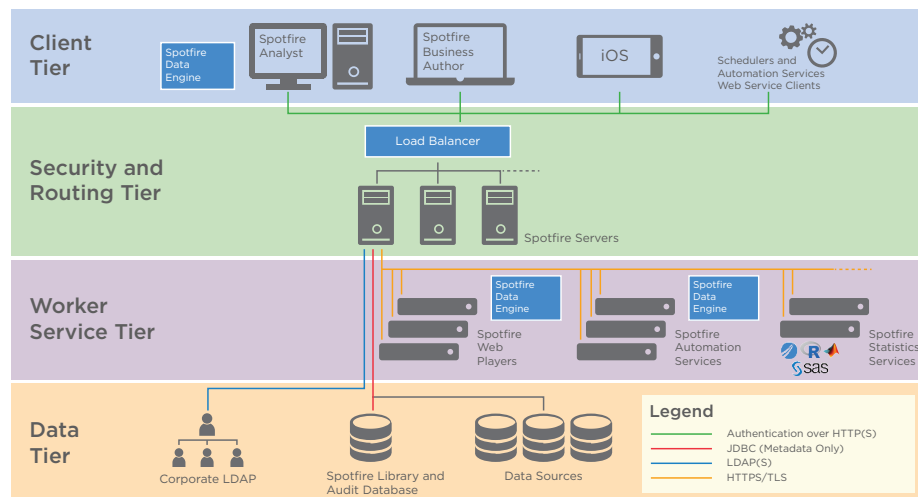 Client
Tier
Spotfire
Data
Engine
Spotfire
Analyst
Spotfire
Business
Author
iOS
Schedulers and
Automation Services
Web Service Clients
Security and
Routing Tier
Load Balancer
Spotfire Servers
Worker
Service Tier
Spotfire
Web
Players
Spotfire
Data
Engine
Spotfire
Automation
Services
Spotfire
Data
Engine
Spotfire
Statistics
Services
R
sas
Data
Tier
Corporate LDAP
Spotfire Library and
Audit Database
Data Sources
Legend
Authentication over HTTP(S)
JDBC (Metadata Only)
LDAP(S)
HTTPS/TLS